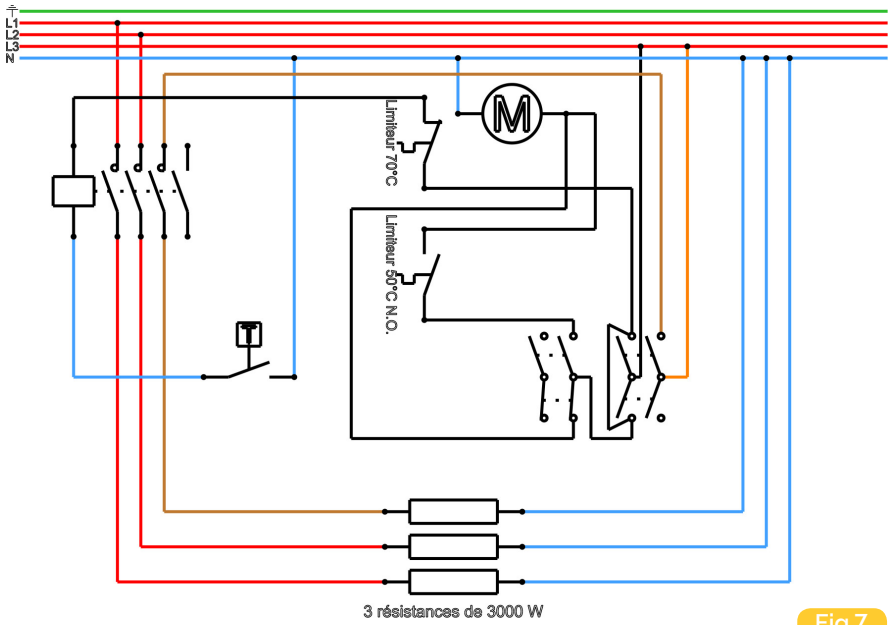 L1
L2
L3
N
M
Limiteur 70°C
Limiteur 50°C N.O.
T
3 résistances de 3000 W
Fig 7